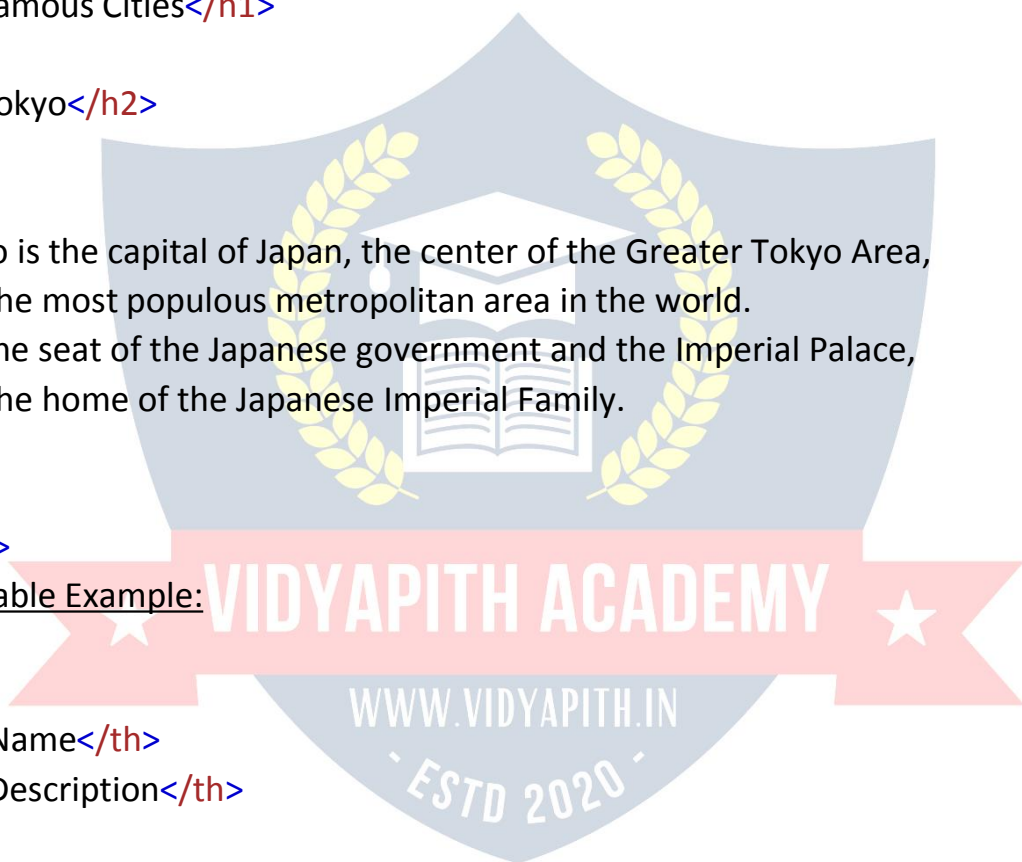 amous Cities</h1>
okyo</h2>
o is the capital of Japan, the center of the Greater Tokyo Area,
he most populous metropolitan area in the world.
he seat of the Japanese government and the Imperial Palace,
he home of the Japanese Imperial Family.
>
able Example:
VIDYAPITH ACADEMY
WWW.VIDYAPITH.IN
Name</th>
Description</th>
- ESTD 2020 -